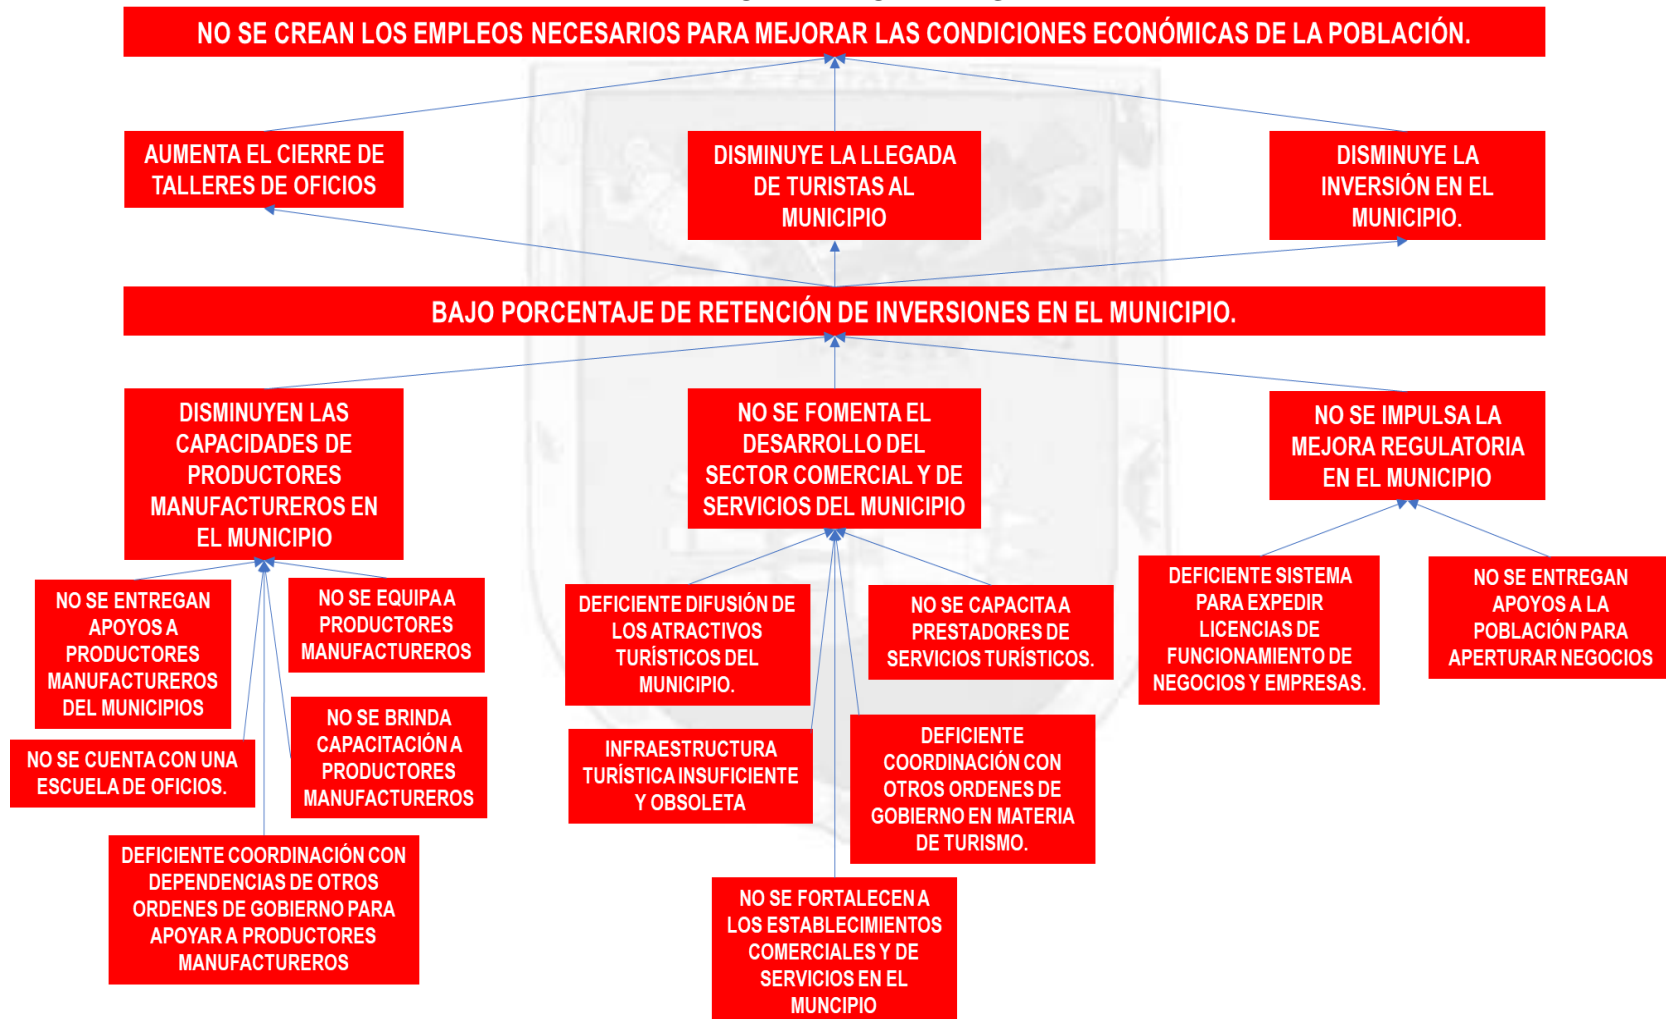 NO SE CREAN LOS EMPLEOS NECESARIOS PARA MEJORAR LAS CONDICIONES ECONÓMICAS DE LA POBLACIÓN.
AUMENTA EL CIERRE DE
TALLERES DE OFICIOS
DISMINUYE LA LLEGADA
DE TURISTAS AL
MUNICIPIO
DISMINUYE LA
INVERSIÓN EN EL
MUNICIPIO.
BAJO PORCENTAJE DE RETENCIÓN DE INVERSIONES EN EL MUNICIPIO.
DISMINUYEN LAS
CAPACIDADES DE
PRODUCTORES
MANUFACTUREROS EN
EL MUNICIPIO
NO SE FOMENTA EL
DESARROLLO DEL
SECTOR COMERCIAL Y DE
SERVICIOS DEL MUNICIPIO
NO SE IMPULSA LA
MEJORA REGULATORIA
EN EL MUNICIPIO
NO SE ENTREGAN
APOYOS A
PRODUCTORES
MANUFACTUREROS
DEL MUNICIPIOS
NO SE EQUIPA A
PRODUCTORES
MANUFACTUREROS
DEFICIENTE DIFUSIÓN DE
LOS ATRACTIVOS
TURÍSTICOS DEL
MUNICIPIO.
NO SE CAPACITA A
PRESTADORES DE
SERVICIOS TURÍSTICOS.
DEFICIENTE SISTEMA
PARA EXPEDIR
LICENCIAS DE
FUNCIONAMIENTO DE
NEGOCIOS Y EMPRESAS.
NO SE ENTREGAN
APOYOS A LA
POBLACIÓN PARA
APERTURAR NEGOCIOS
NO SE CUENTA CON UNA
ESCUELA DE OFICIOS.
NO SE BRINDA
CAPACITACIÓN A
PRODUCTORES
MANUFACTUREROS
INFRAESTRUCTURA
TURÍSTICA INSUFICIENTE
Y OBSOLETA
DEFICIENTE
COORDINACIÓN CON
OTROS ORDENES DE
GOBIERNO EN MATERIA
DE TURISMO.
DEFICIENTE COORDINACIÓN CON
DEPENDENCIAS DE OTROS
ORDENES DE GOBIERNO PARA
APOYAR A PRODUCTORES
MANUFACTUREROS
NO SE FORTALECEN A
LOS ESTABLECIMIENTOS
COMERCIALES Y DE
SERVICIOS EN EL
MUNCIPIO